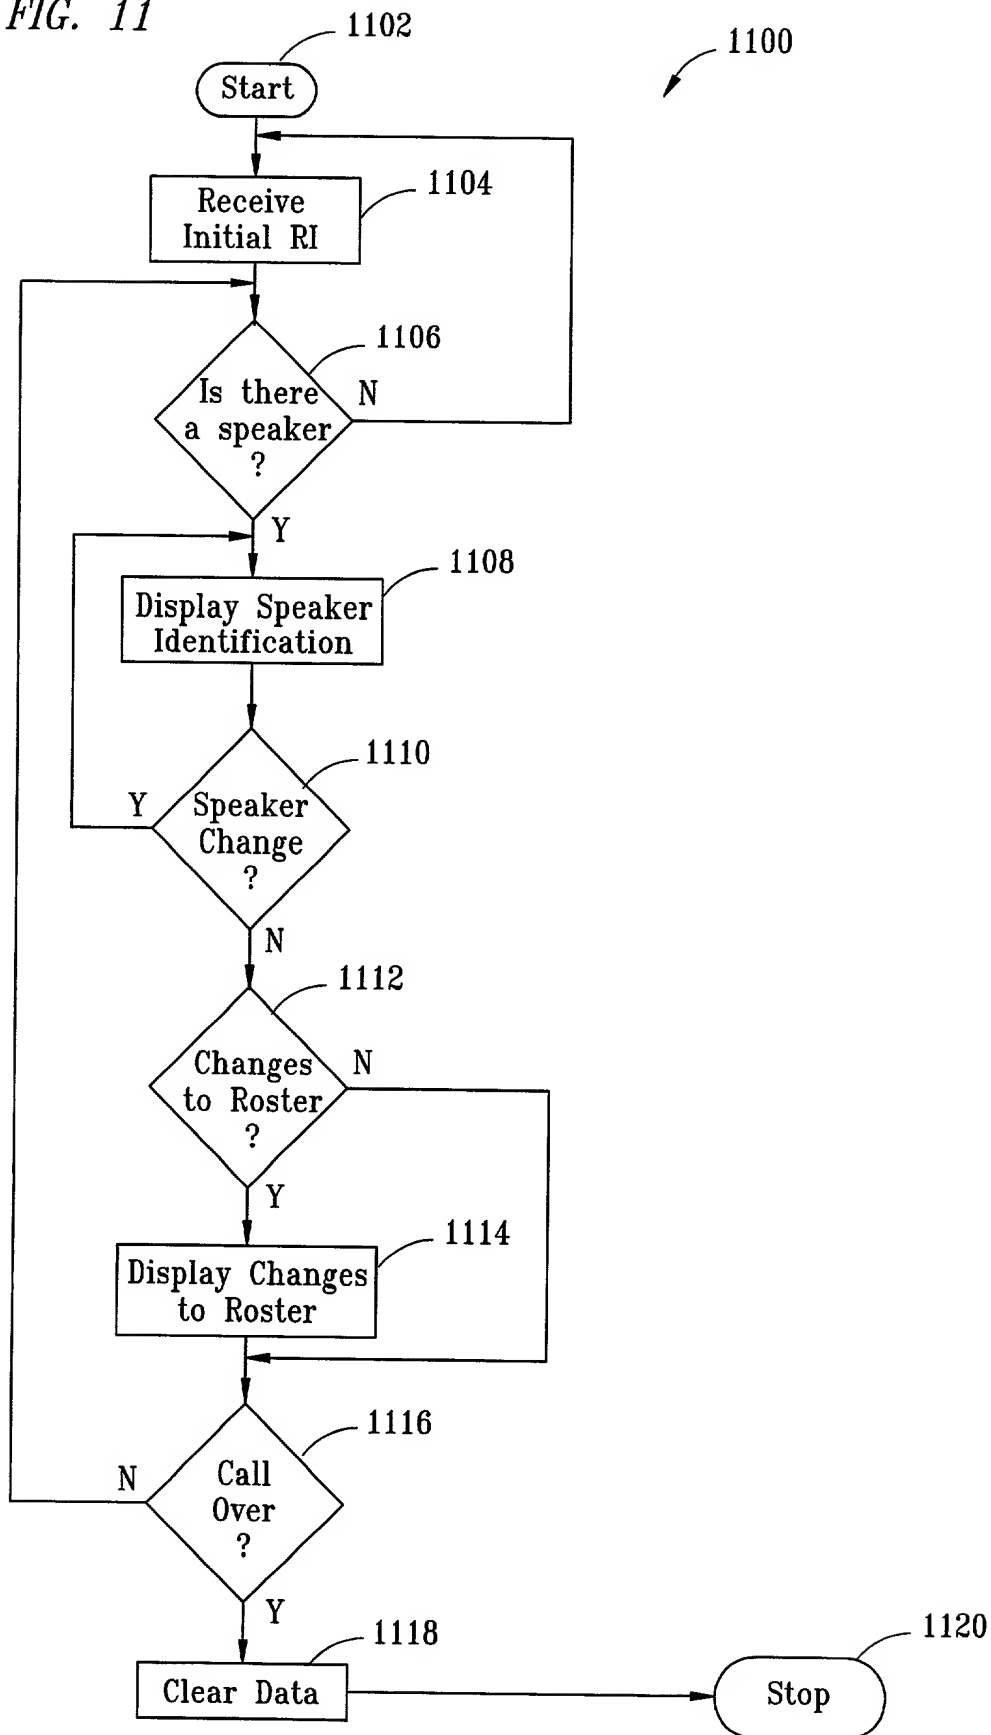 FIG. 11
1102
1100
Start
1104
Receive
Initial RI
1106
Is there
a speaker
?
N
Y
1108
Display Speaker
Identification
1110
Speaker
Change
?
Y
N
1112
Changes
to Roster
?
N
Y
1114
Display Changes
to Roster
1116
Call
Over
?
N
Y
1118
Clear Data
1120
Stop